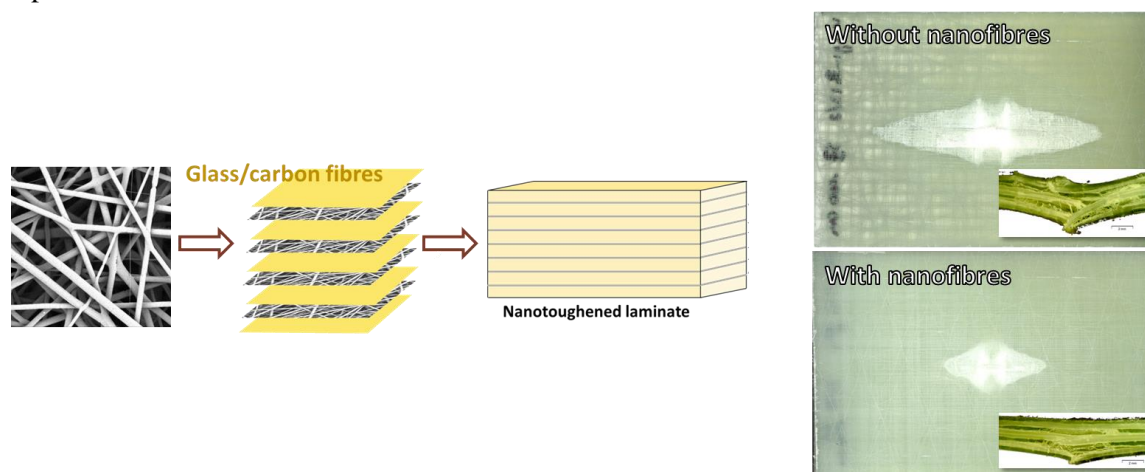 Glass/carbon fibres
Nanotoughened laminate
Without nanofibres
With nanofibres